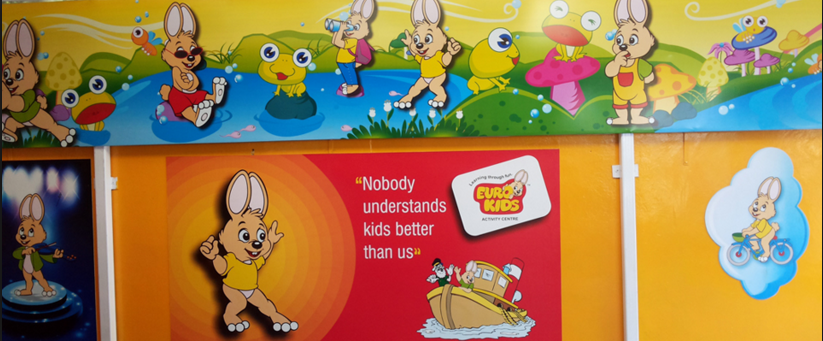 “Nobody
understands
kids better
than us”
Learning through fun
EURO
KIDS
ACTIVITY CENTRE